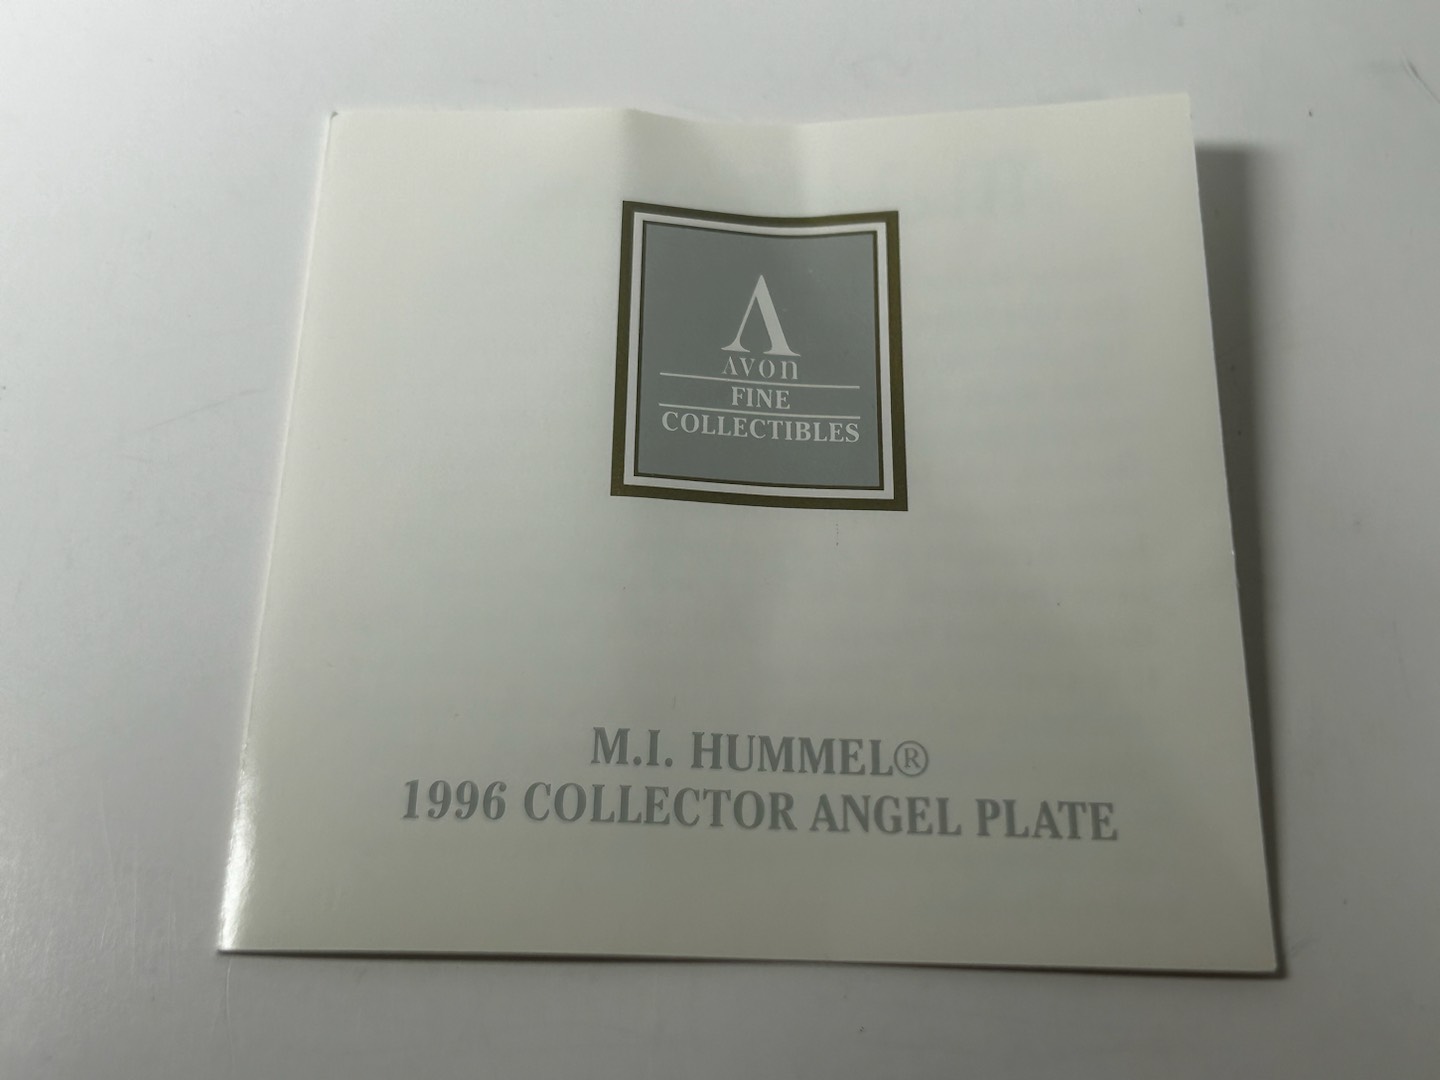 A
AVON
FINE
COLLECTIBLES
M.I. HUMMEL®
1996 COLLECTOR ANGEL PLATE